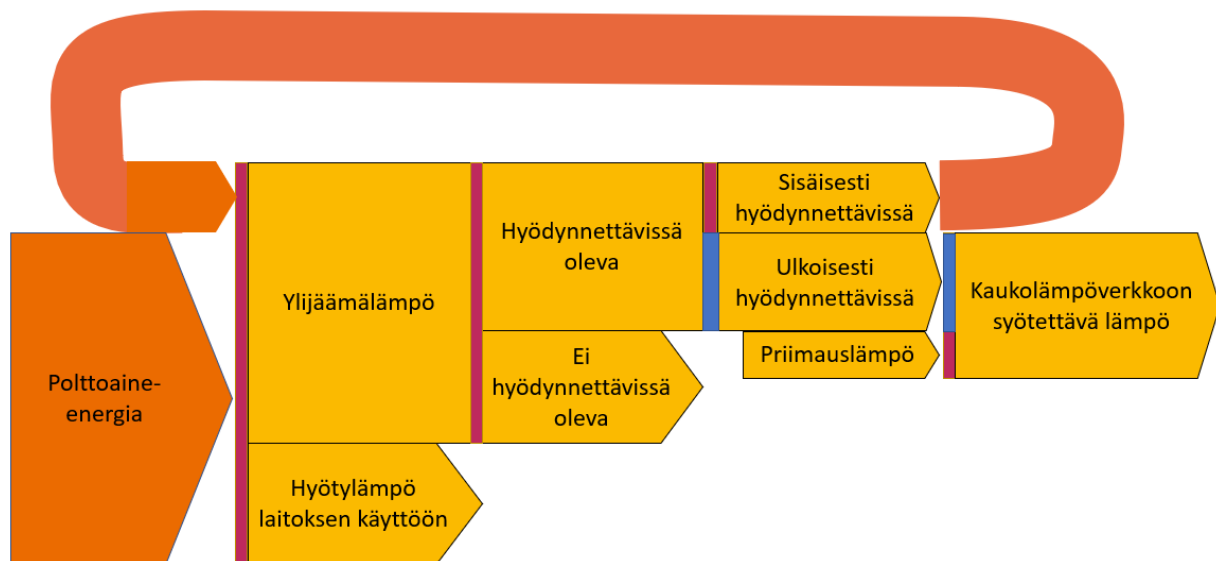 Polttoaine-
energia
Ylijäämälämpö
Hyötylämpö
laitoksen käyttöön
Hyödynnettävissä
oleva
Ei
hyödynnettävissä
oleva
Sisäisesti
hyödynnettävissä
Ulkoisesti
hyödynnettävissä
Priimauslämpö
Kaukolämpöverkkoon
syötettävä lämpö